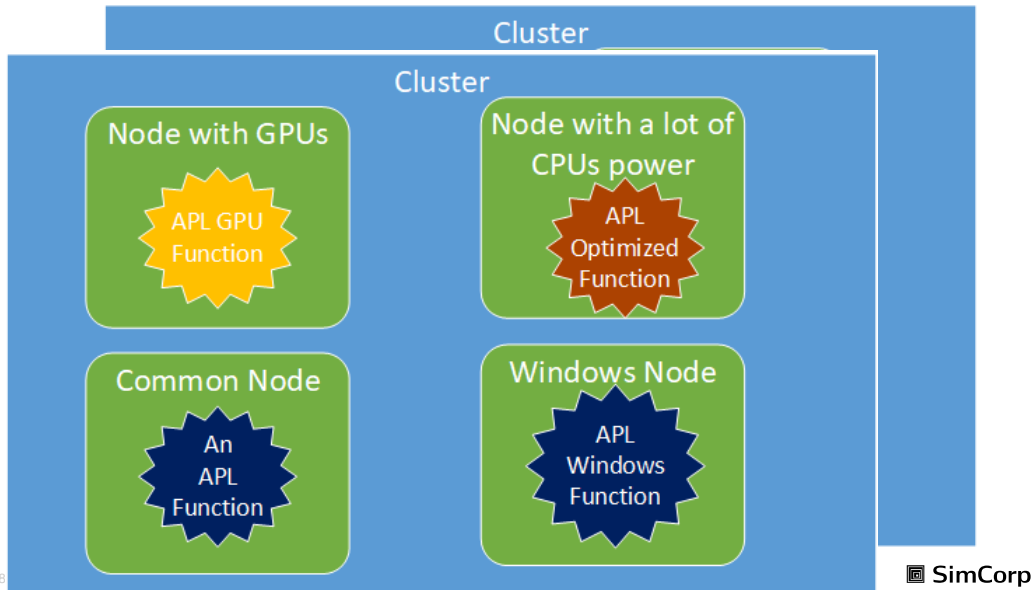 Cluster
Cluster
Node with GPUs
APL GPU
Function
Node with a lot of
CPUs power
APL
Optimized
Function
Common Node
An
APL
Function
Windows Node
APL
Windows
Function
8
SimCorp